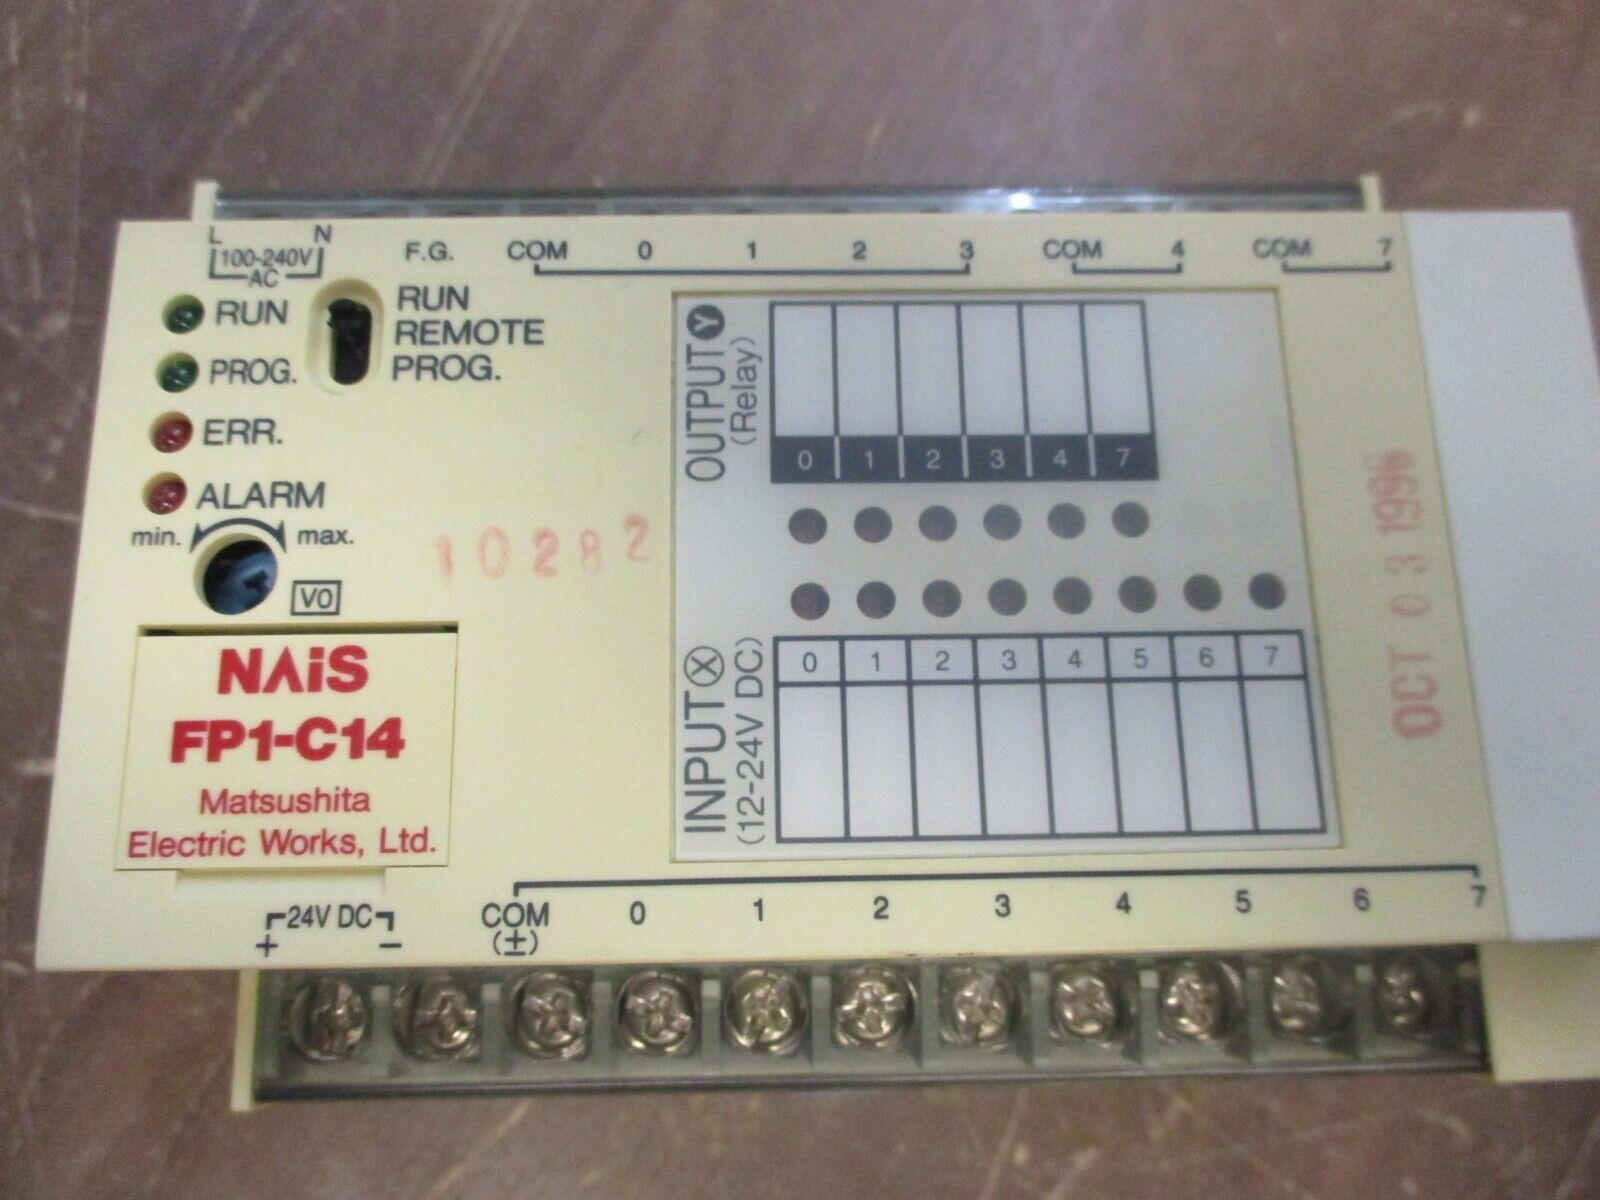 L N F.G. COM 0 1 2 3 COM 4 COM 7
100-240V
AC
RUN
PROG.
ERR.
ALARM
RUN
REMOTE
PROG.
min. max.
V0
NAiS
FP1-C14
Matsushita
Electric Works, Ltd.
10282
OUTPUT Y
(Relay)
0 1 2 3 4 7
INPUT X
(12-24V DC)
0 1 2 3 4 5 6 7
OCT 03 1996
24V DC
+ −
COM 0 1 2 3 4 5 6 7
(±)